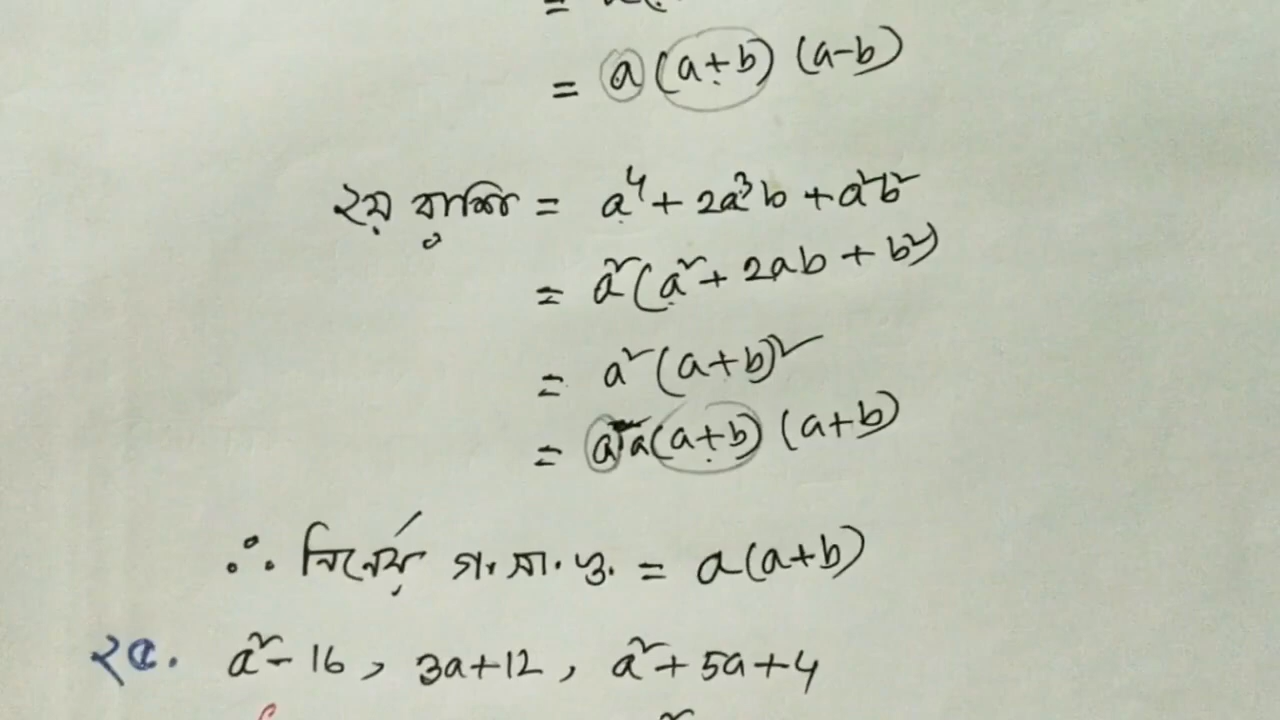 = a(a+b)(a-b)
২য় রাশি = a⁴ + 2a³b + a²b²
= a²(a² + 2ab + b²)
= a²(a+b)²
= a a(a+b)(a+b)
∴ নির্ণেয় গ.সা.গু. = a(a+b)
২৫. a² - 16, 3a+12, a² + 5a + 4